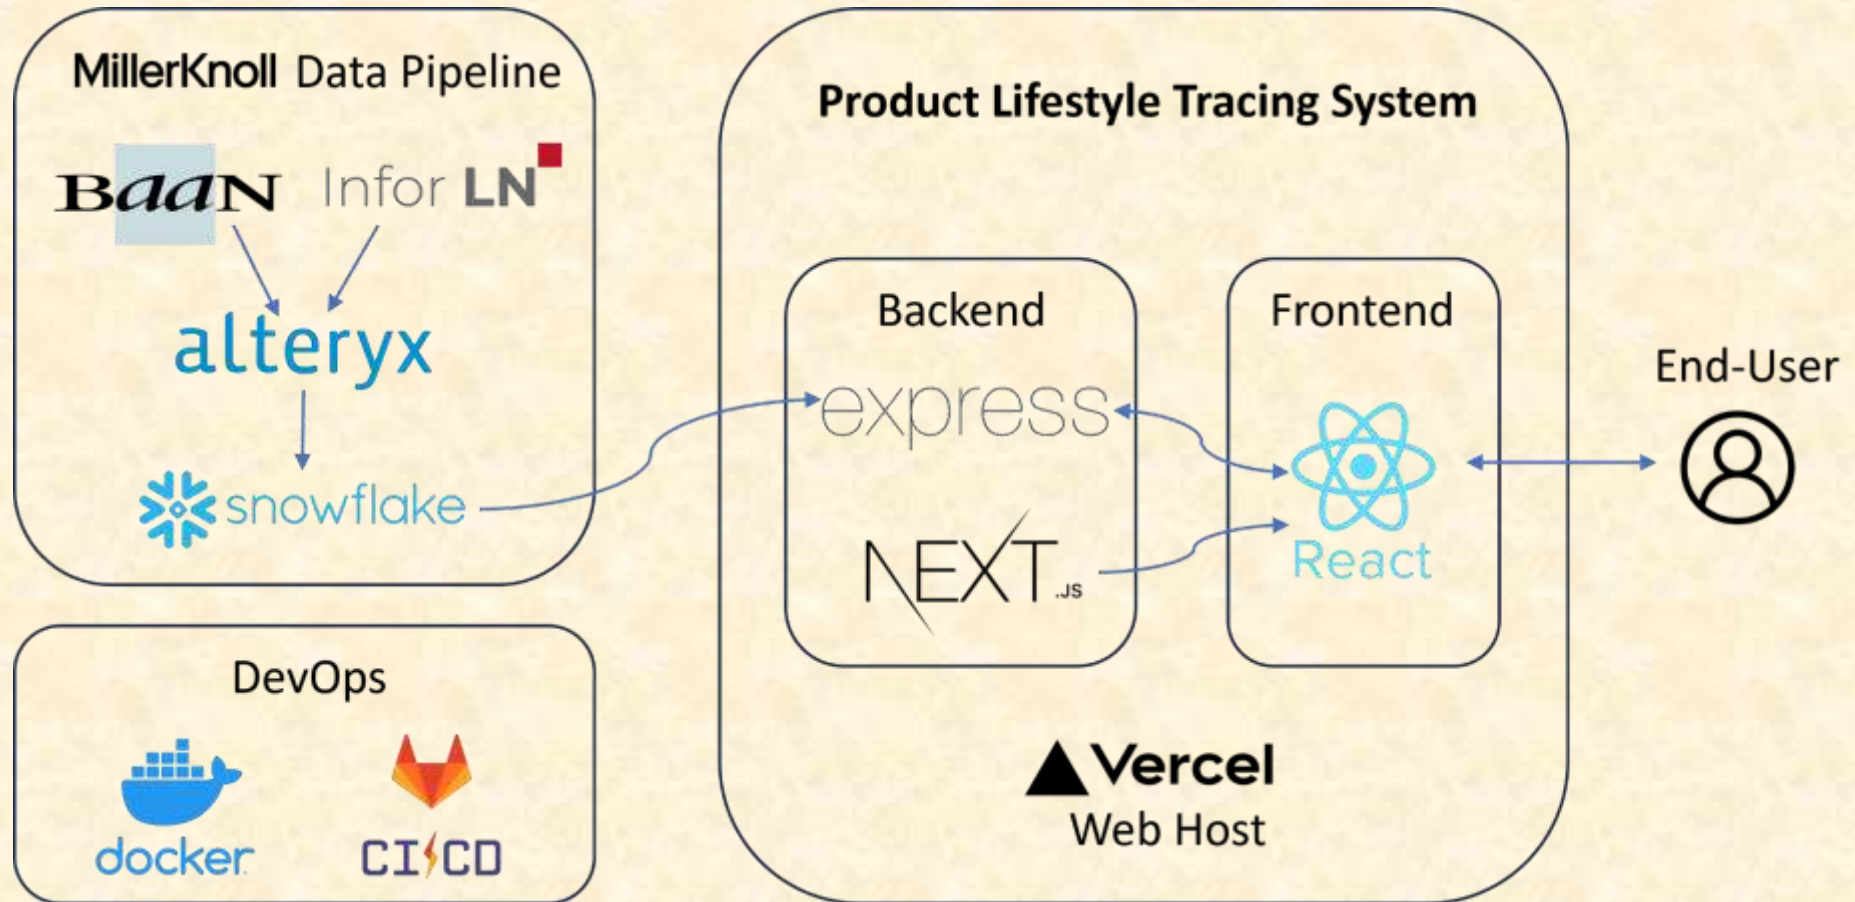 MillerKnoll Data Pipeline
BaaN
Infor LN
alteryx
snowflake
DevOps
docker
CI CD
Product Lifestyle Tracing System
Backend
express
NEXT.JS
Frontend
React
Vercel
Web Host
End-User